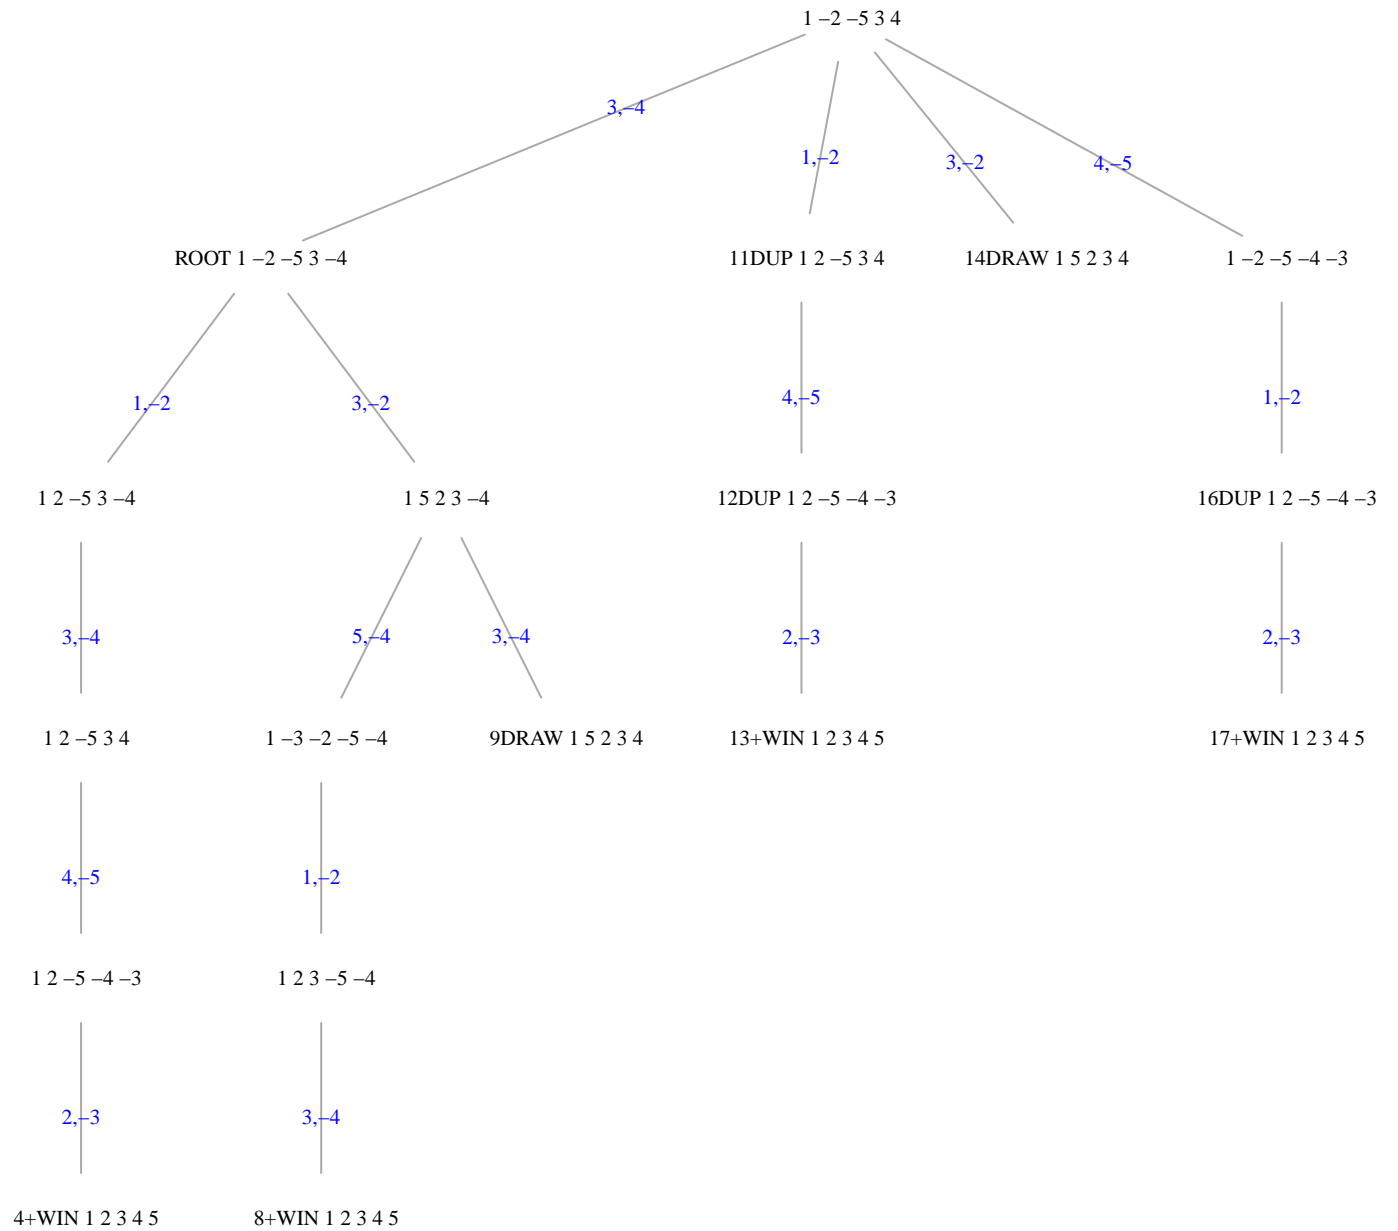 1 –2 –5 3 4
3,–4
1,–2
3,–2
4,–5
ROOT 1 –2 –5 3 –4
11DUP 1 2 –5 3 4
14DRAW 1 5 2 3 4
1 –2 –5 –4 –3
1,–2
3,–2
4,–5
1,–2
1 2 –5 3 –4
1 5 2 3 –4
12DUP 1 2 –5 –4 –3
16DUP 1 2 –5 –4 –3
3,–4
5,–4
3,–4
2,–3
2,–3
1 2 –5 3 4
1 –3 –2 –5 –4
9DRAW 1 5 2 3 4
13+WIN 1 2 3 4 5
17+WIN 1 2 3 4 5
4,–5
1,–2
1 2 –5 –4 –3
1 2 3 –5 –4
2,–3
3,–4
4+WIN 1 2 3 4 5
8+WIN 1 2 3 4 5